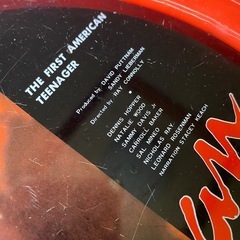 THE FIRST AMERICAN
TEENAGER
Produced by DAVID PUTTNAM
SANDY LIEBERSON
Directed by RAY CONNOLLY
DENNIS HOPPER
NATALIE WOOD
SAMMY DAVIS
CARROLL BAKER
SAL MINEO
NICHOLAS RAY
LEONARD ROSENMAN
NARRATION STACEY KEACH